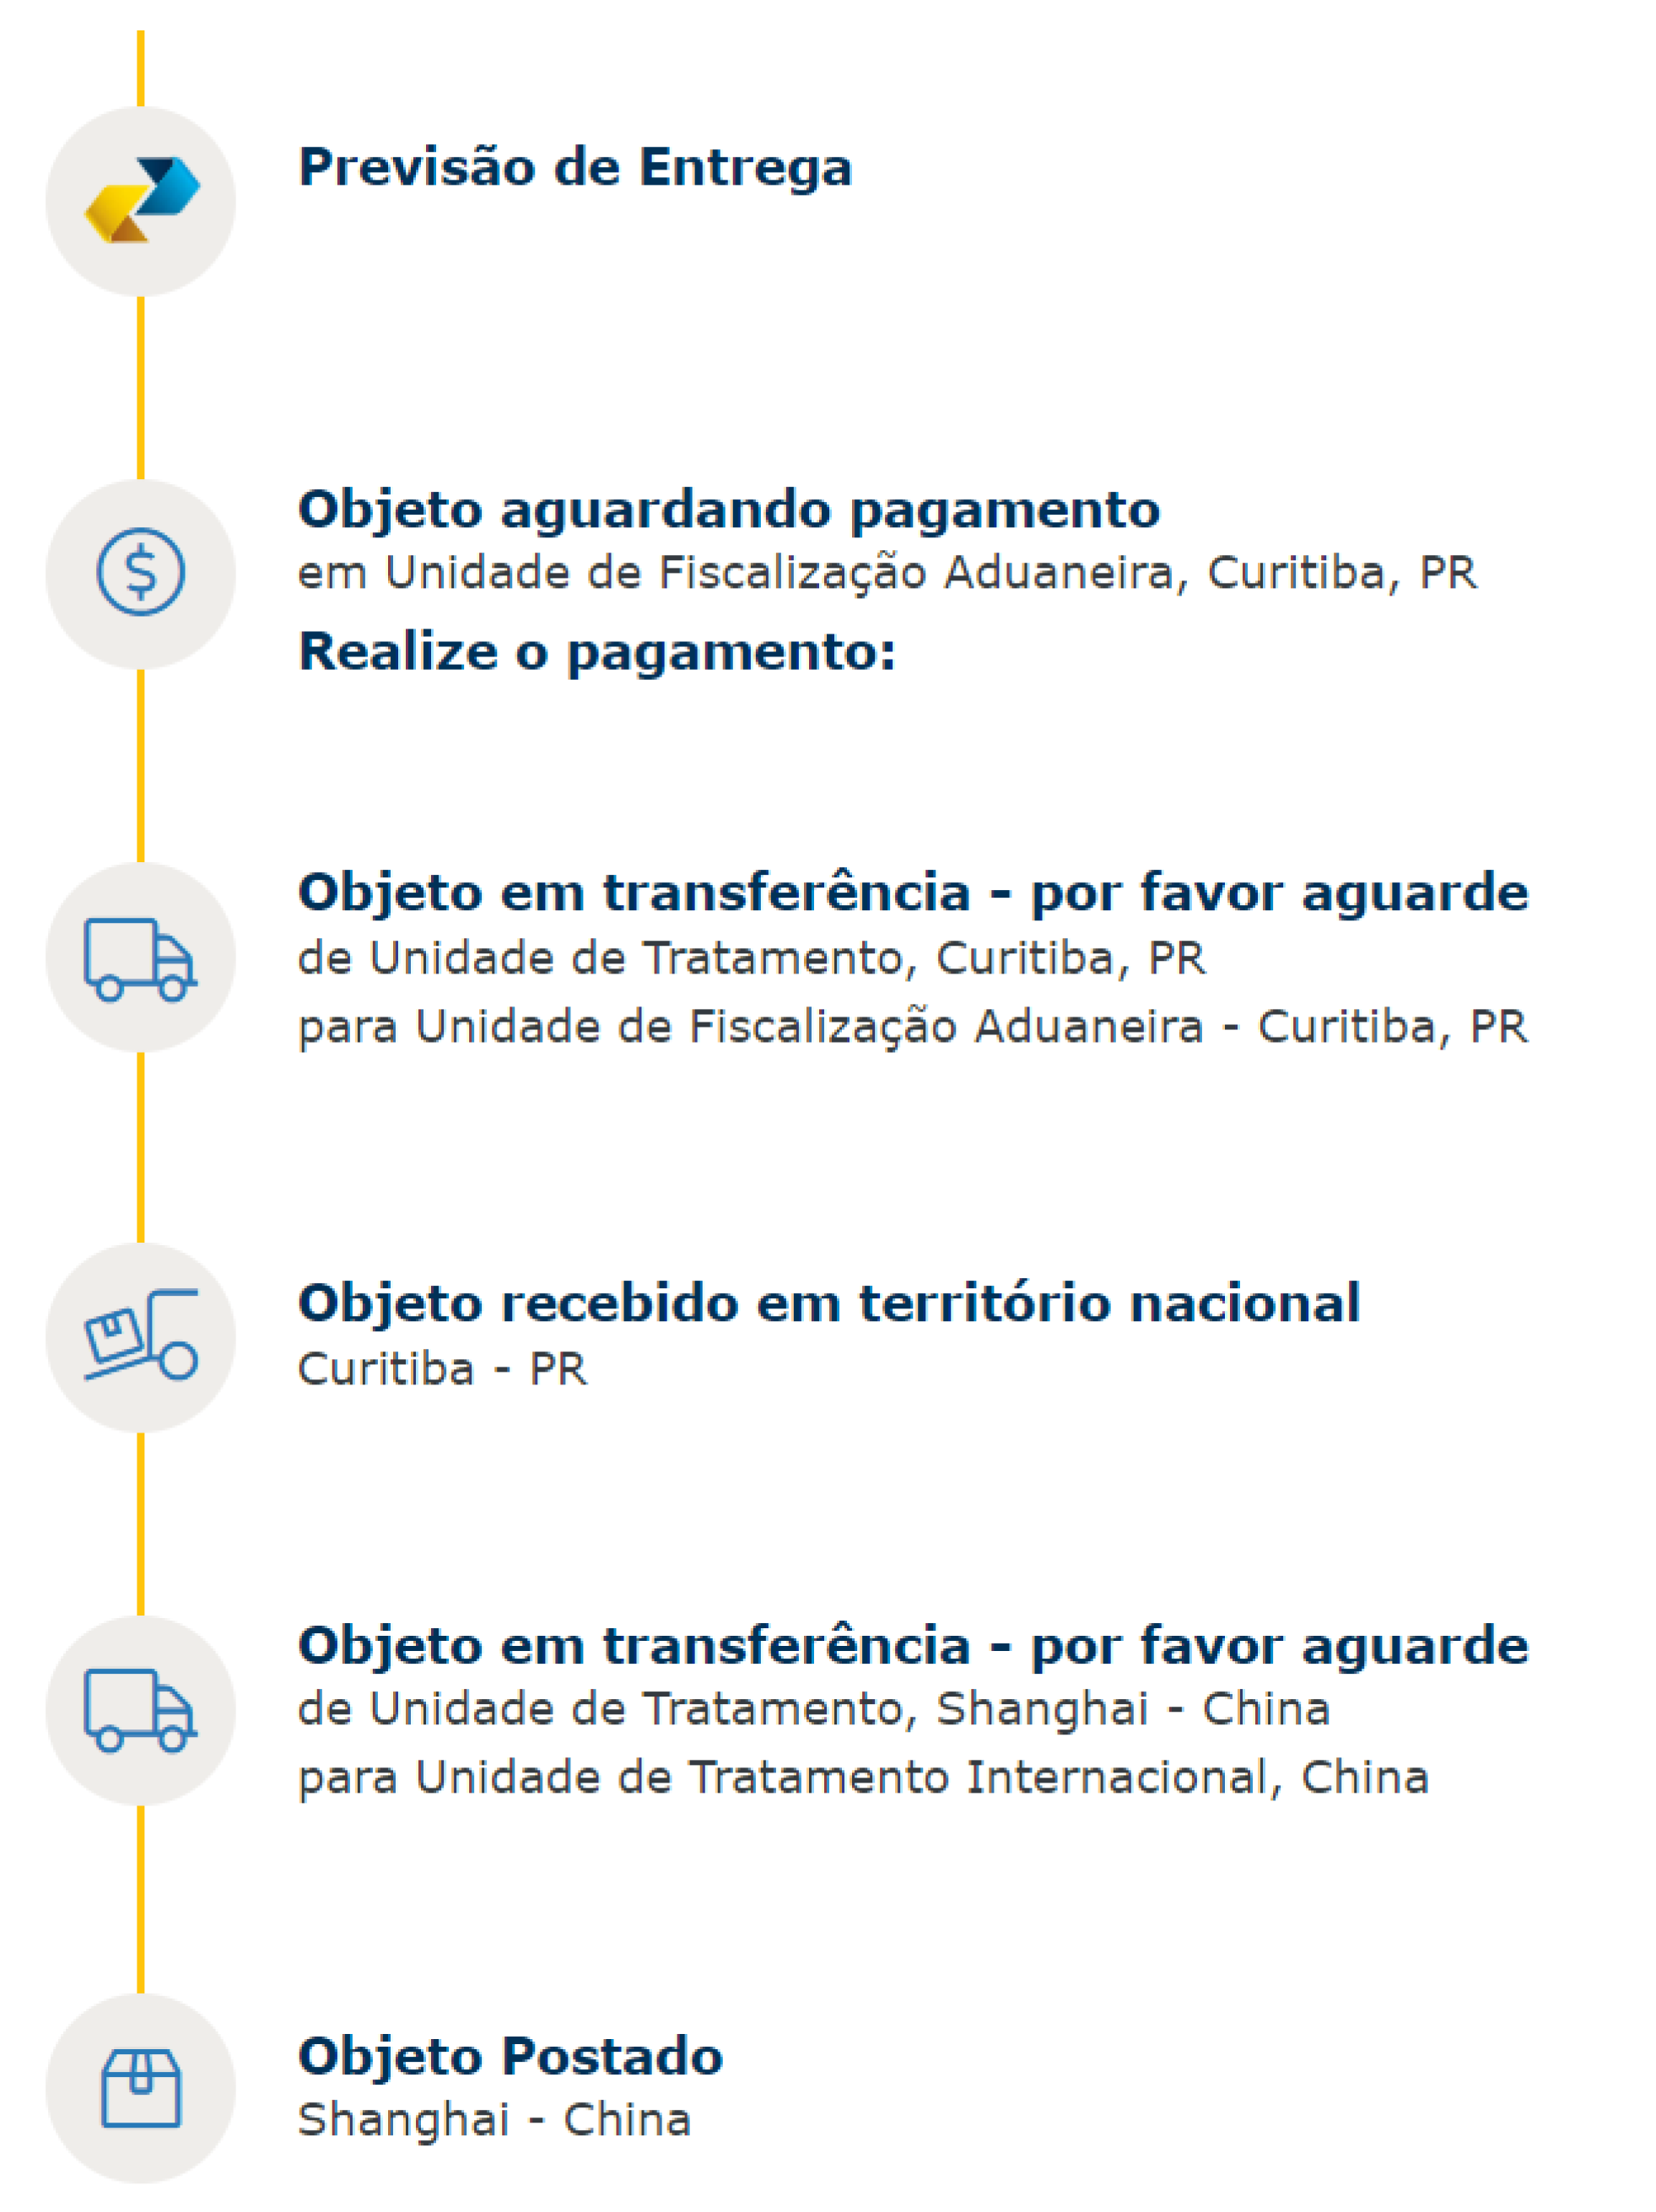 Previsão de Entrega
Objeto aguardando pagamento
em Unidade de Fiscalização Aduaneira, Curitiba, PR
Realize o pagamento:
Objeto em transferência - por favor aguarde
de Unidade de Tratamento, Curitiba, PR
para Unidade de Fiscalização Aduaneira - Curitiba, PR
Objeto recebido em território nacional
Curitiba - PR
Objeto em transferência - por favor aguarde
de Unidade de Tratamento, Shanghai - China
para Unidade de Tratamento Internacional, China
Objeto Postado
Shanghai - China